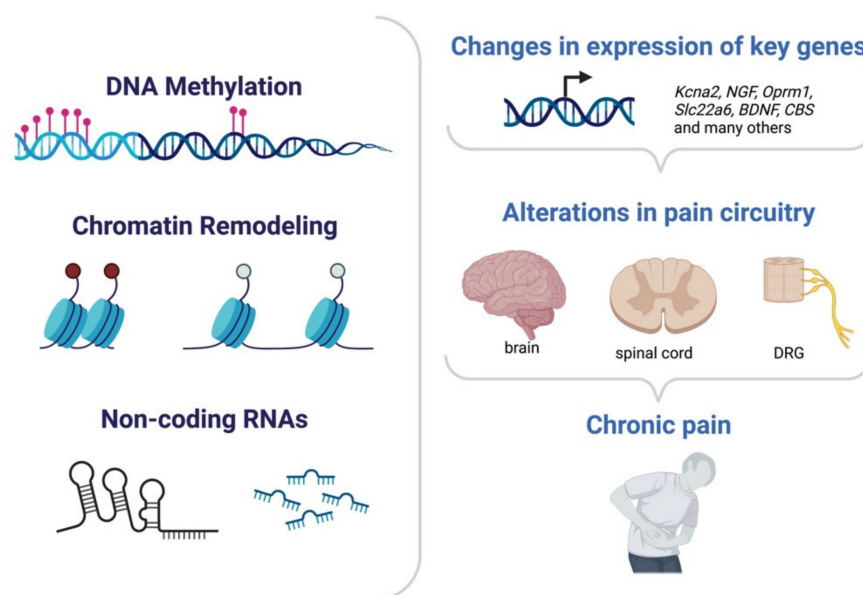 DNA Methylation
Chromatin Remodeling
Non-coding RNAs
Changes in expression of key genes
Kcna2, NGF, Oprm1,
Slc22a6, BDNF, CBS
and many others
Alterations in pain circuitry
brain
spinal cord
DRG
Chronic pain